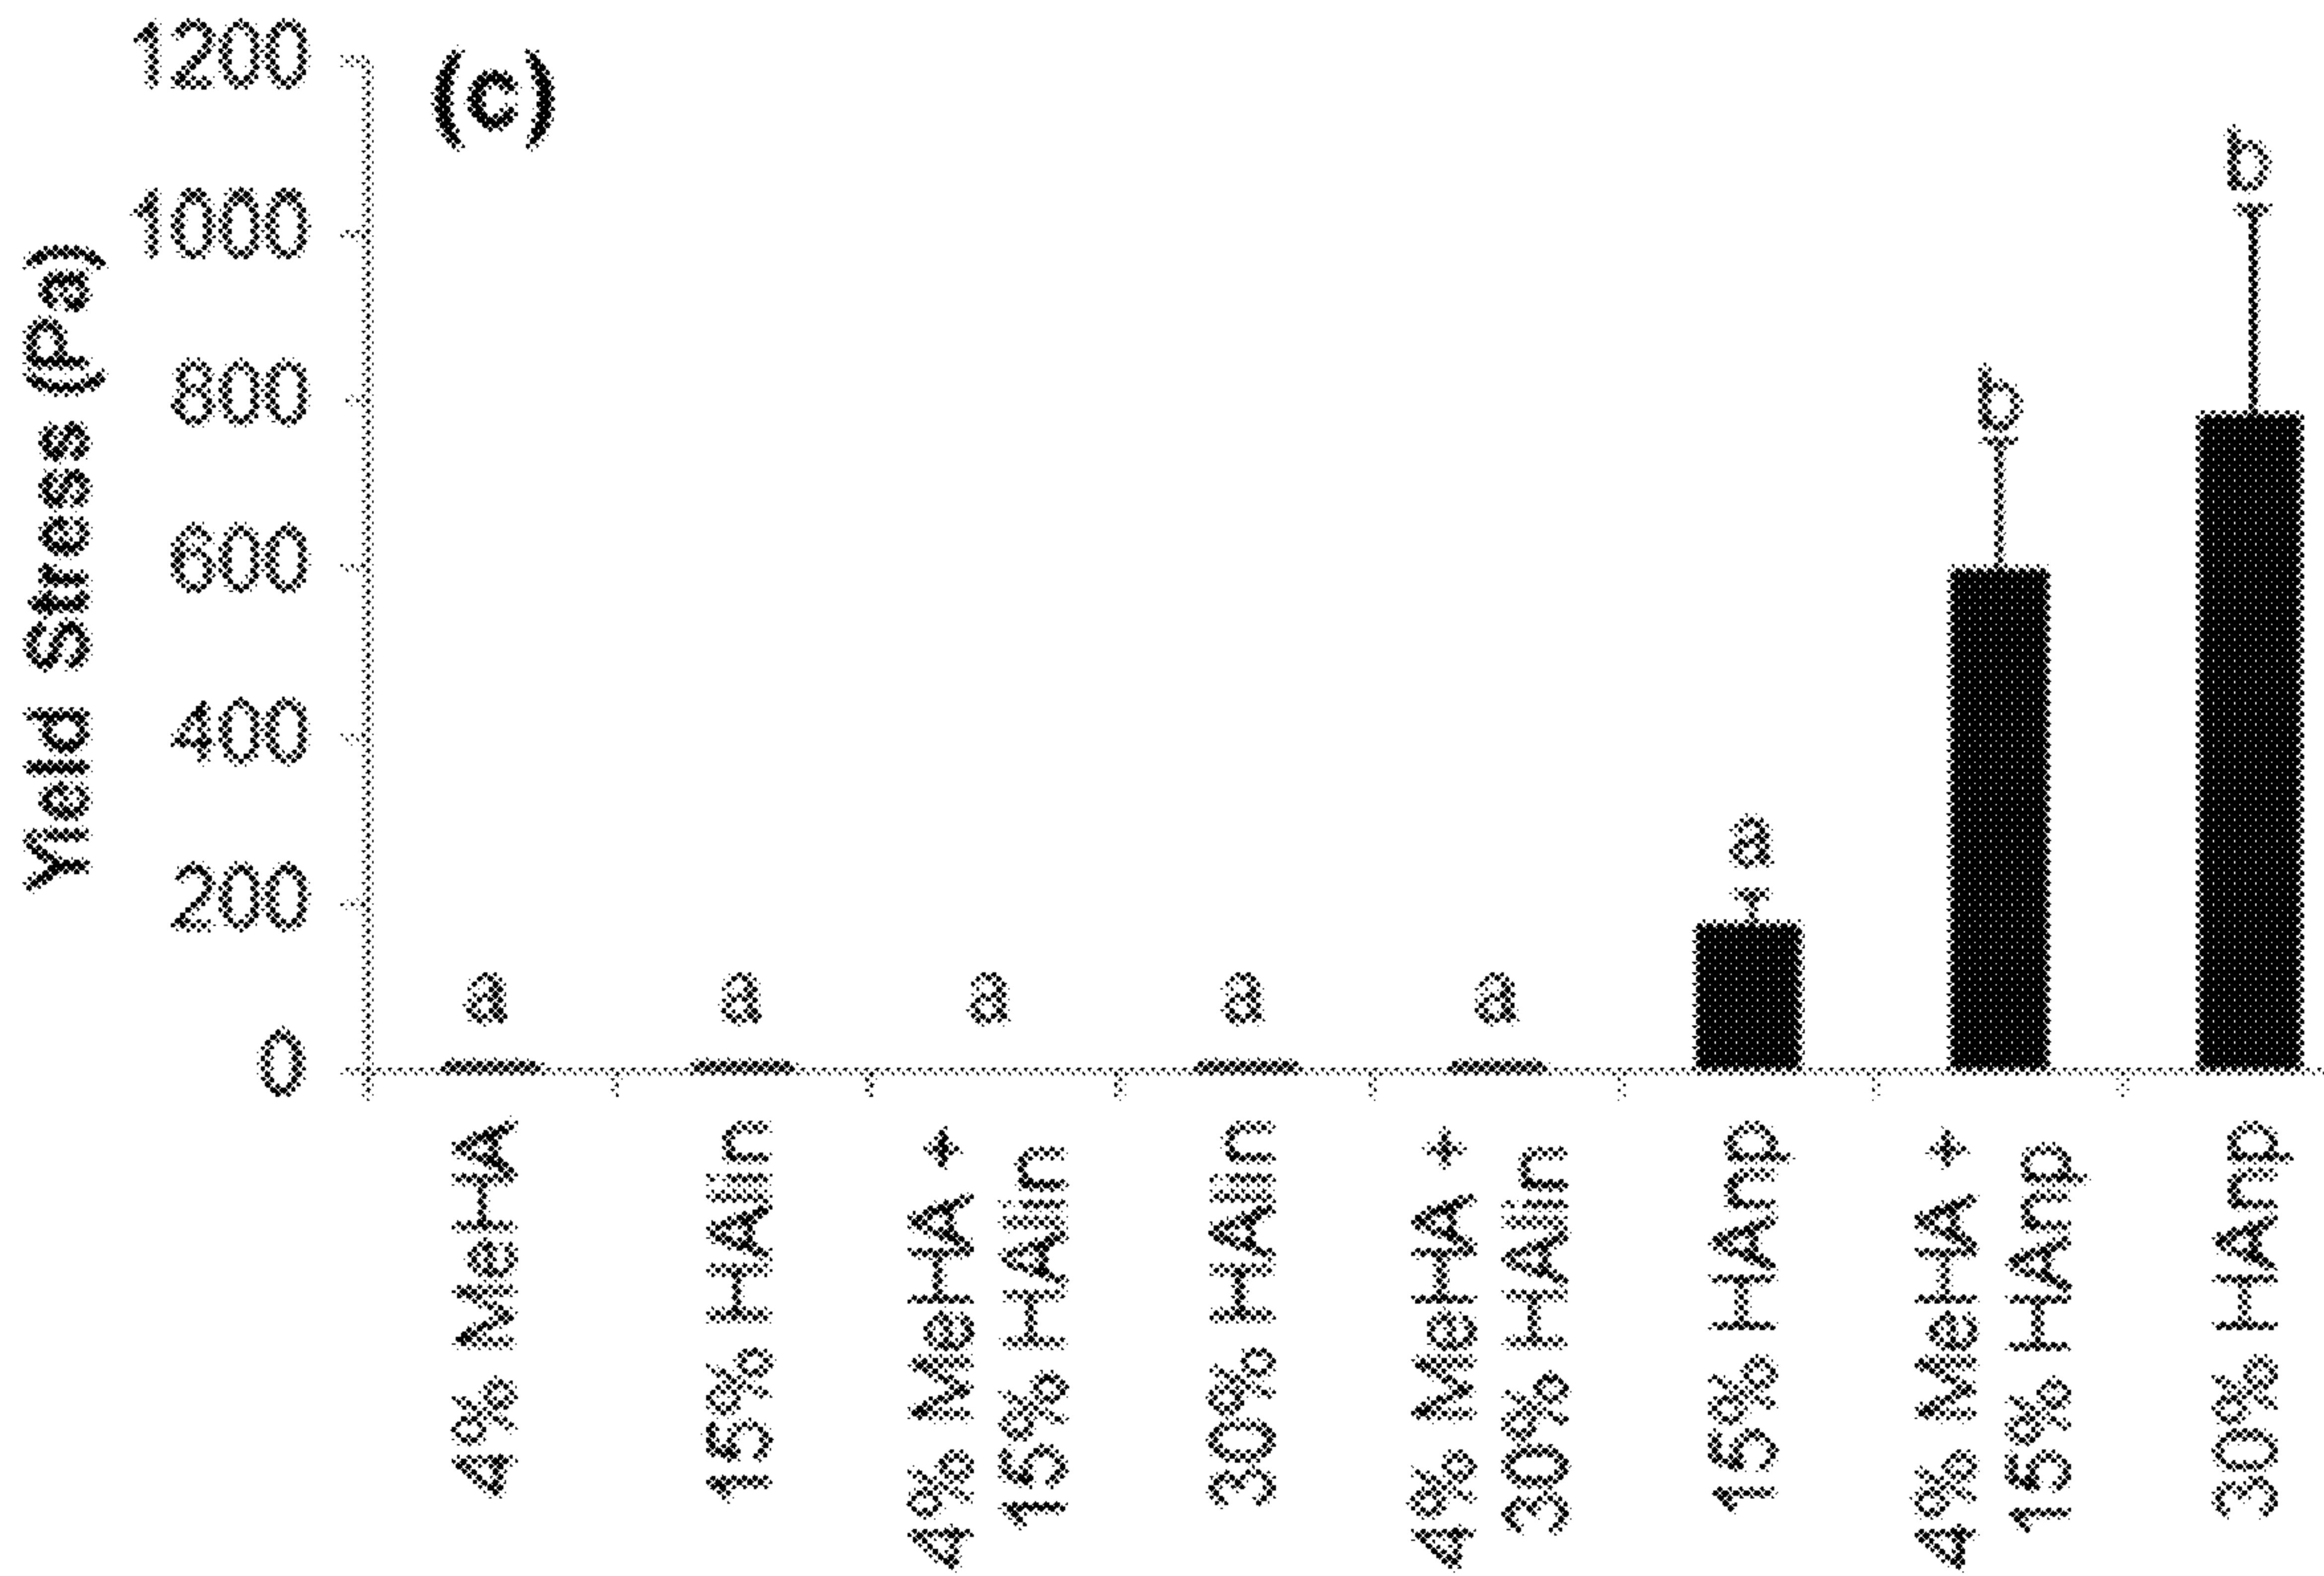 (c)
Yield Stress (Pa)
1200
1000
800
600
400
200
0
a
a
a
a
a
a
b
b
4% MeHA
15% HAlin
4% MeHA +
15% HAlin
30% HAlin
4% MeHA +
30% HAlin
15% HAnp
4% MeHA +
15% HAnp
30% HAnp